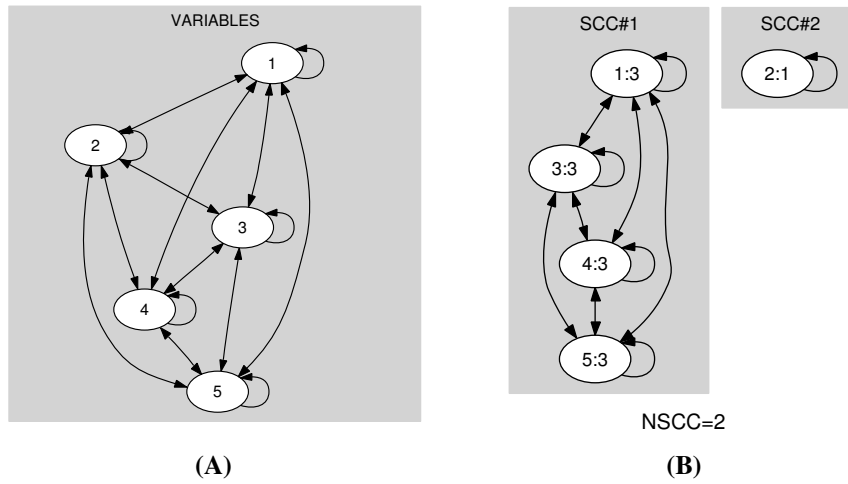 VARIABLES
1
2
3
4
5
(A)
SCC#1
1:3
3:3
4:3
5:3
SCC#2
2:1
NSCC=2
(B)